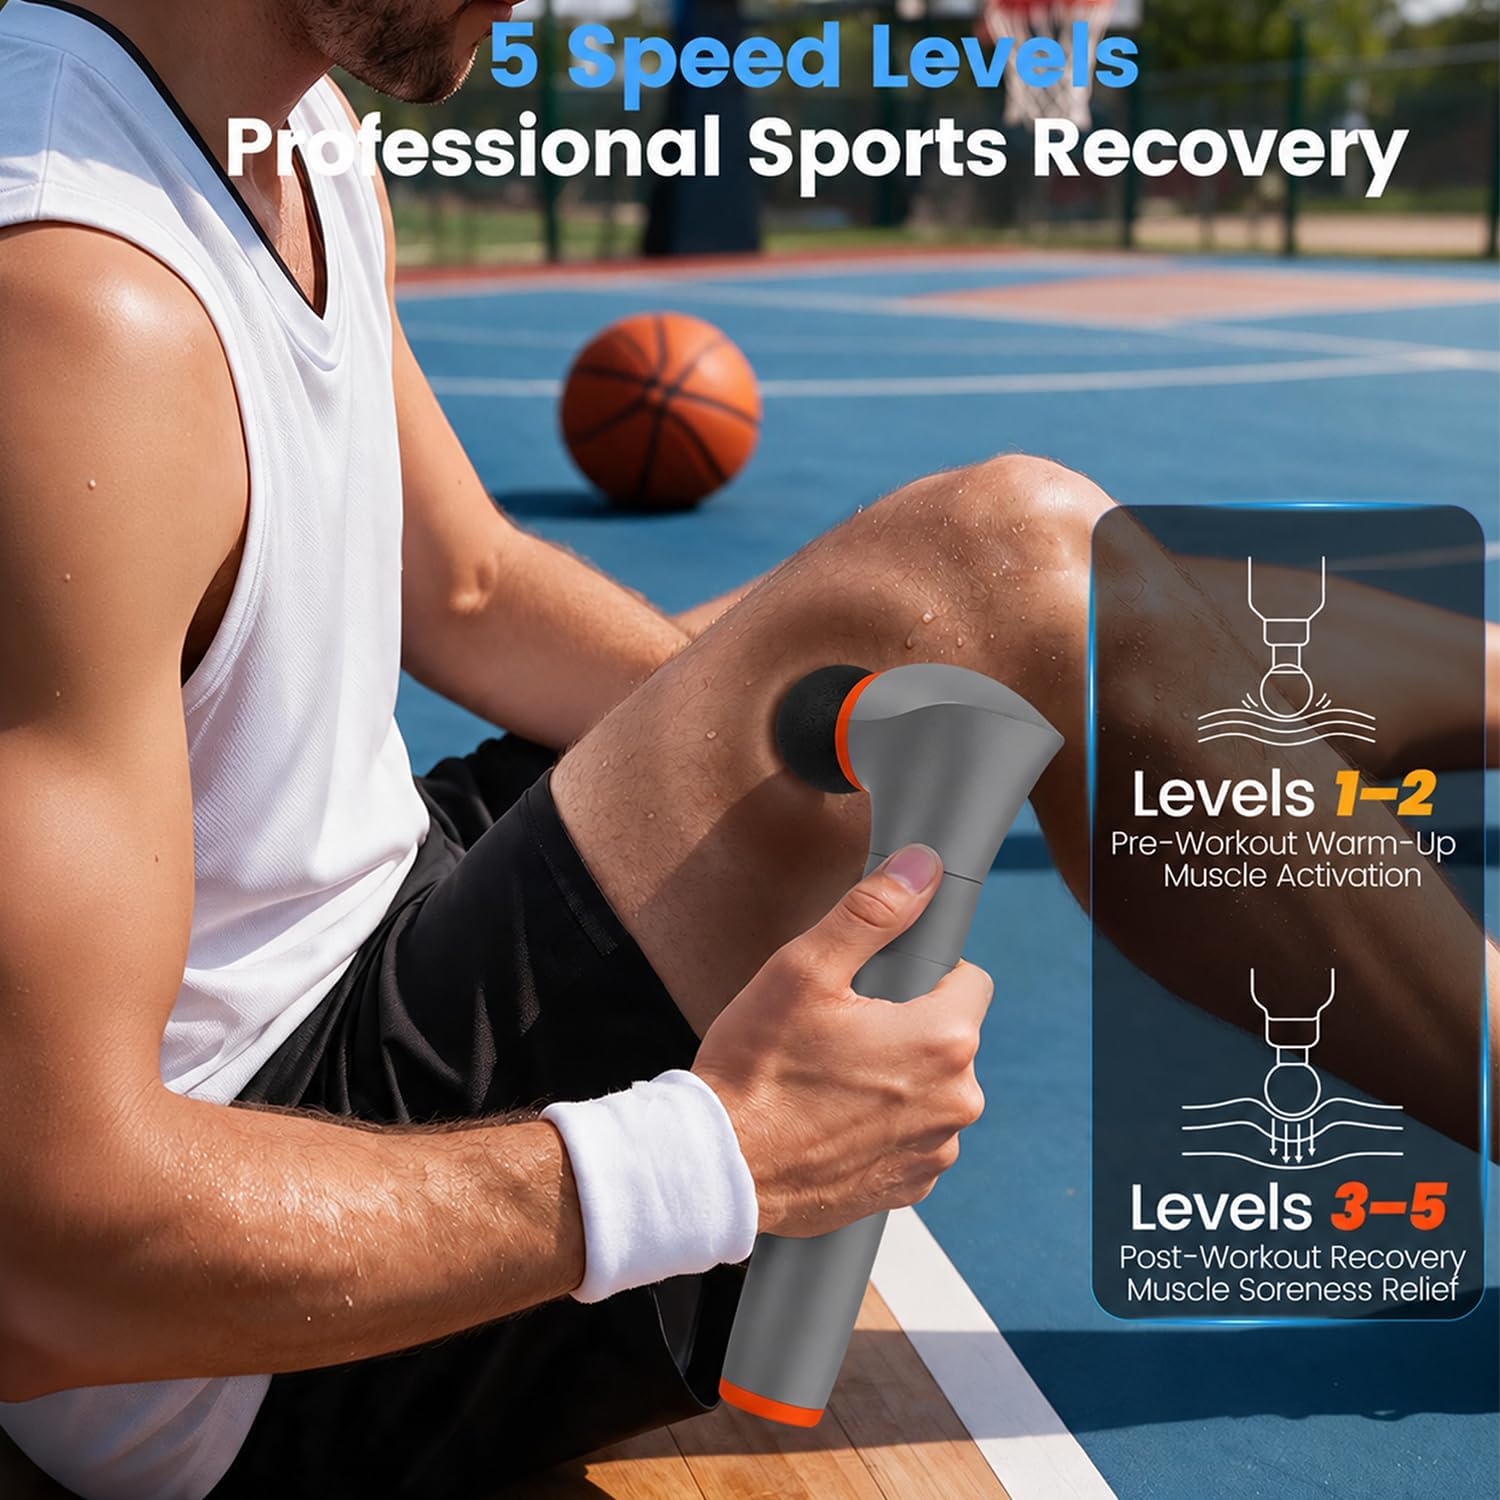 5 Speed Levels
Professional Sports Recovery
Levels 1–2
Pre-Workout Warm-Up
Muscle Activation
Levels 3–5
Post-Workout Recovery
Muscle Soreness Relief